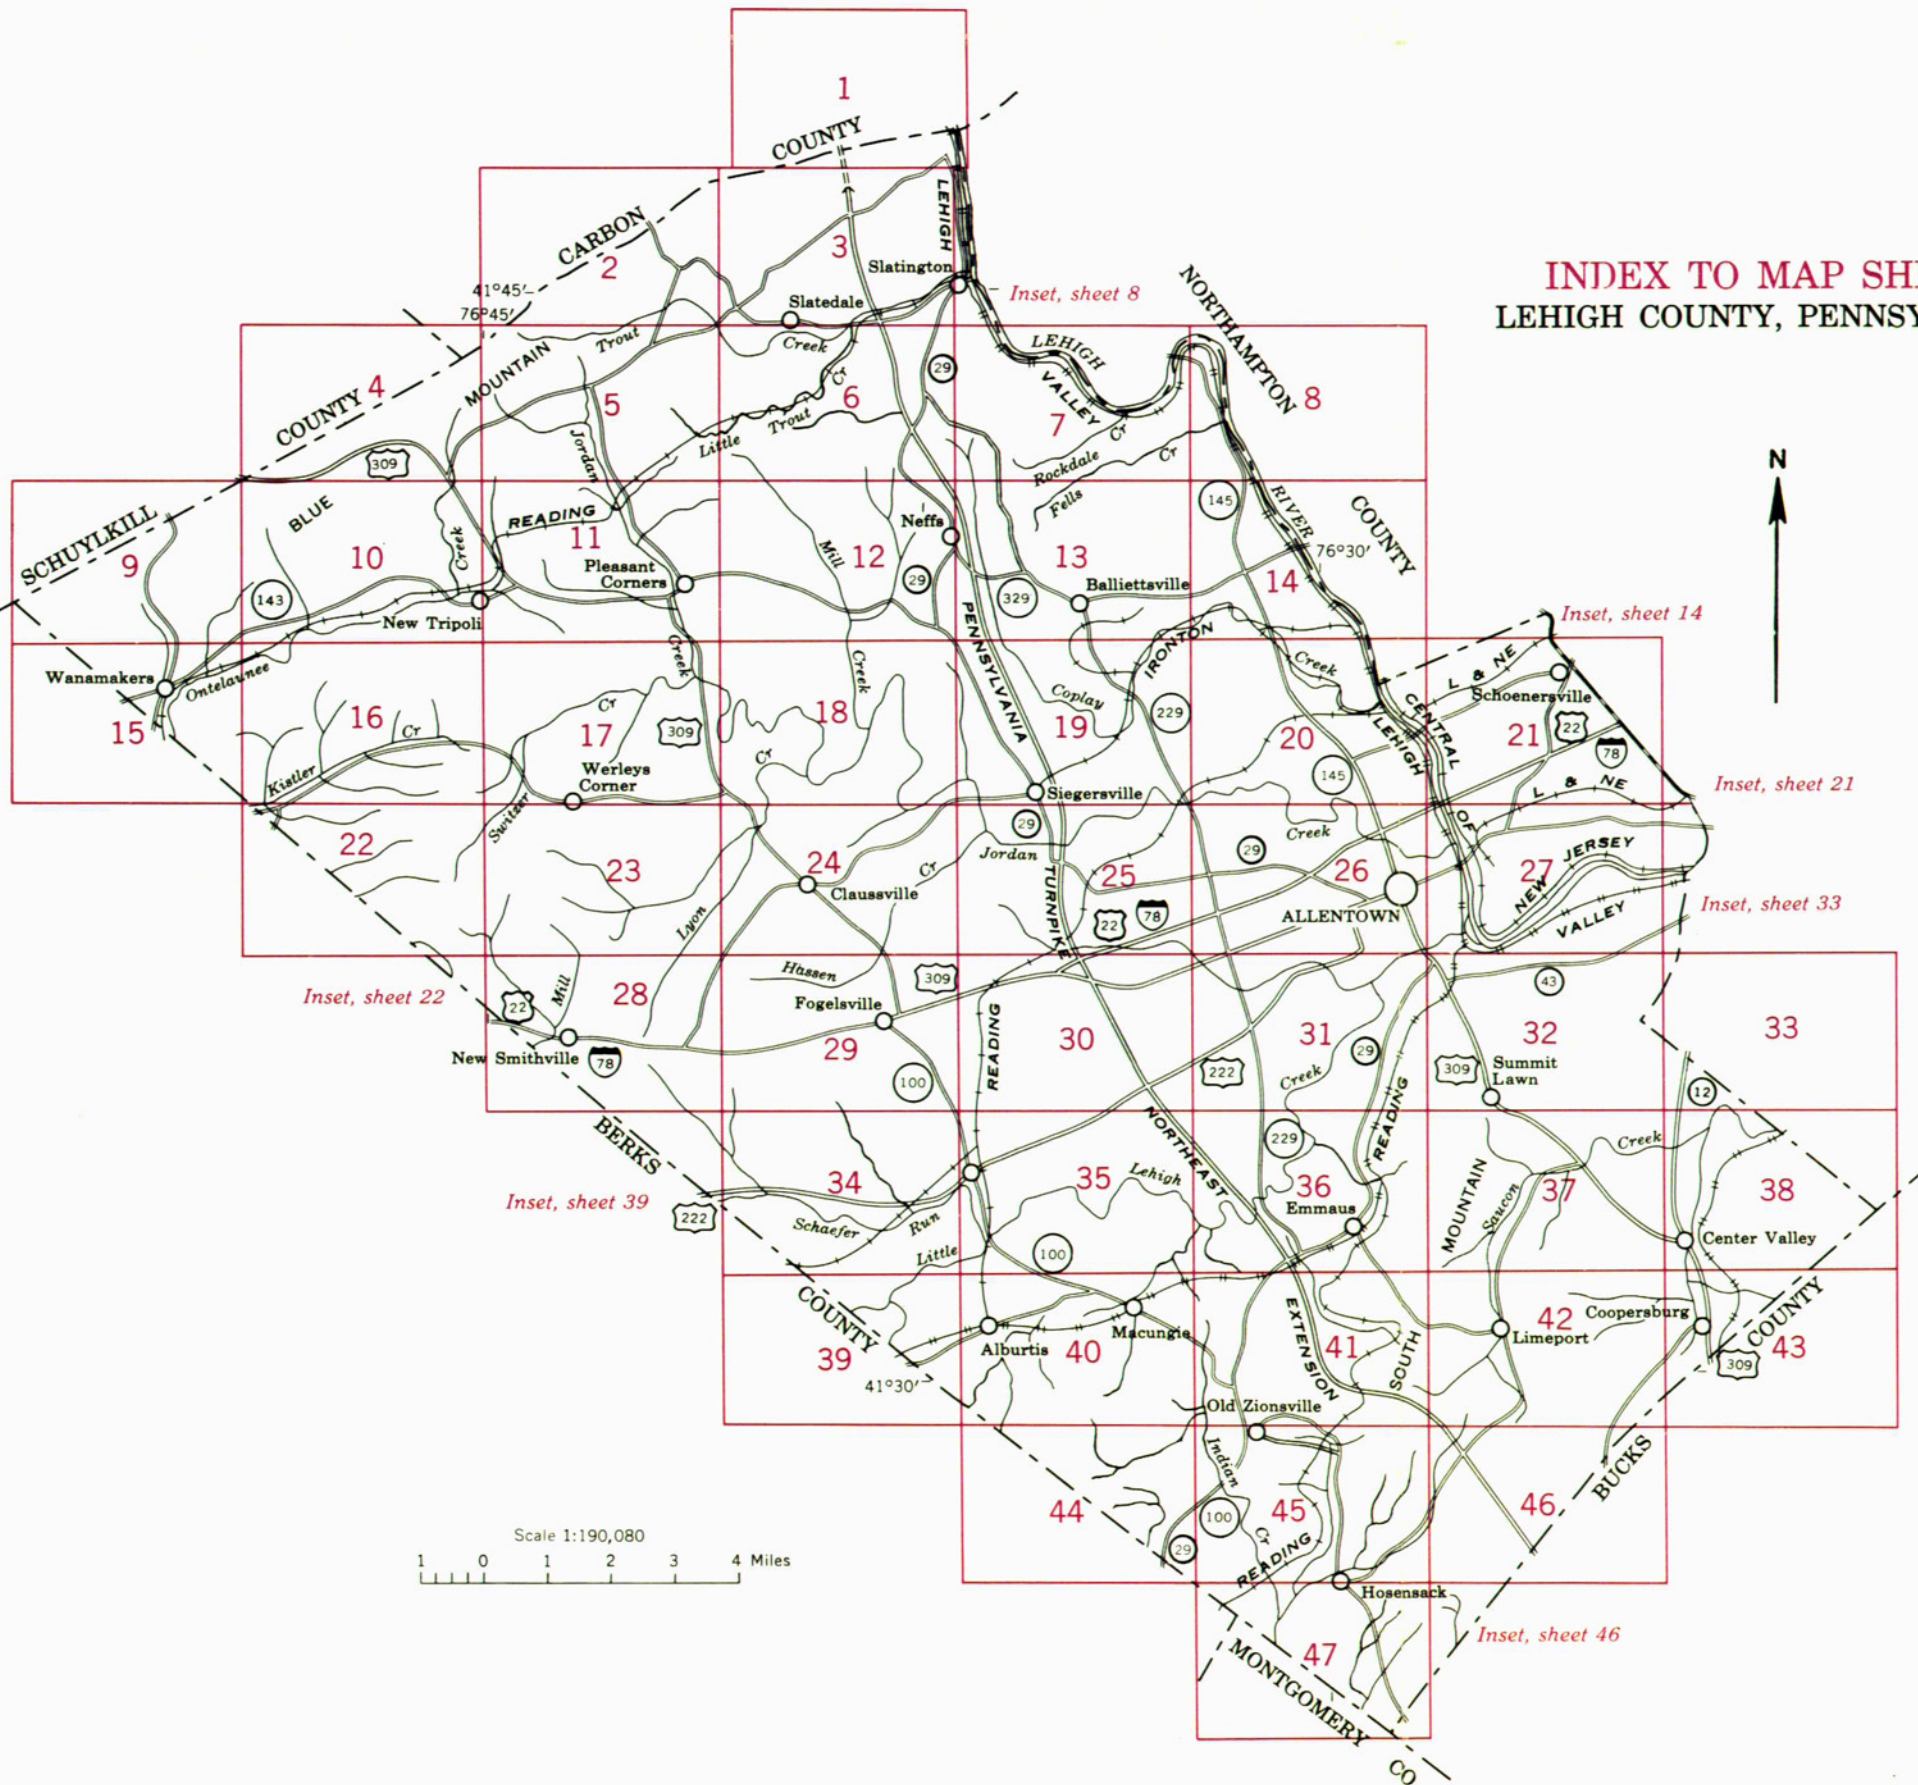 INDEX TO MAP SH
LEHIGH COUNTY, PENNSY
1
COUNTY
CARBON
2
3
LEHIGH
Slatington
Inset, sheet 8
41°45'
76°45'
Slatedale
NORTHAMPTON
COUNTY
4
MOUNTAIN
Trout
Creek
Cr
29
LEHIGH
VALLEY
5
6
7
8
Jordan
Little
Trout
Cr
Rockdale
Cr
Fells
309
N
SCHUYLKILL
BLUE
READING
Creek
Neffs
145
RIVER
COUNTY
76°30'
9
10
11
12
13
14
Mill
Pleasant
Corners
143
New Tripoli
29
329
Balliettsville
Inset, sheet 14
PENNSYLVANIA
IRONTON
Wanamakers
Ontelaunee
Creek
Creek
Coplay
Creek
L & NE
Schoenersville
15
16
17
18
19
20
21
Cr
Cr
309
229
CENTRAL
LEHIGH
22
78
Kistler
Werleys
Corner
Cr
Siegersville
145
L & NE
Inset, sheet 21
Switzer
29
Creek
OF
22
23
24
25
26
27
Jordan
Cr
29
JERSEY
NEW
Claussville
TURNPIKE
ALLENTOWN
VALLEY
Inset, sheet 33
Lyon
22
78
Hassen
309
Inset, sheet 22
22
Mill
28
Fogelsville
43
29
30
31
32
33
New Smithville
78
READING
222
29
309
Summit
Lawn
100
Creek
12
BERKS
NORTHEAST
229
READING
Creek
34
35
36
37
38
Lehigh
Inset, sheet 39
222
Schaefer
Run
Emmaus
MOUNTAIN
Saucon
Little
100
Center Valley
COUNTY
EXTENSION
COUNTY
Coopersburg
42
Macungie
Limeport
39
Alburtis
40
41
SOUTH
43
309
41°30'
Old Zionsville
Indian
BUCKS
44
45
46
100
Cr
29
READING
Scale 1:190,080
1 0 1 2 3 4 Miles
Hosensack
Inset, sheet 46
47
MONTGOMERY
CO